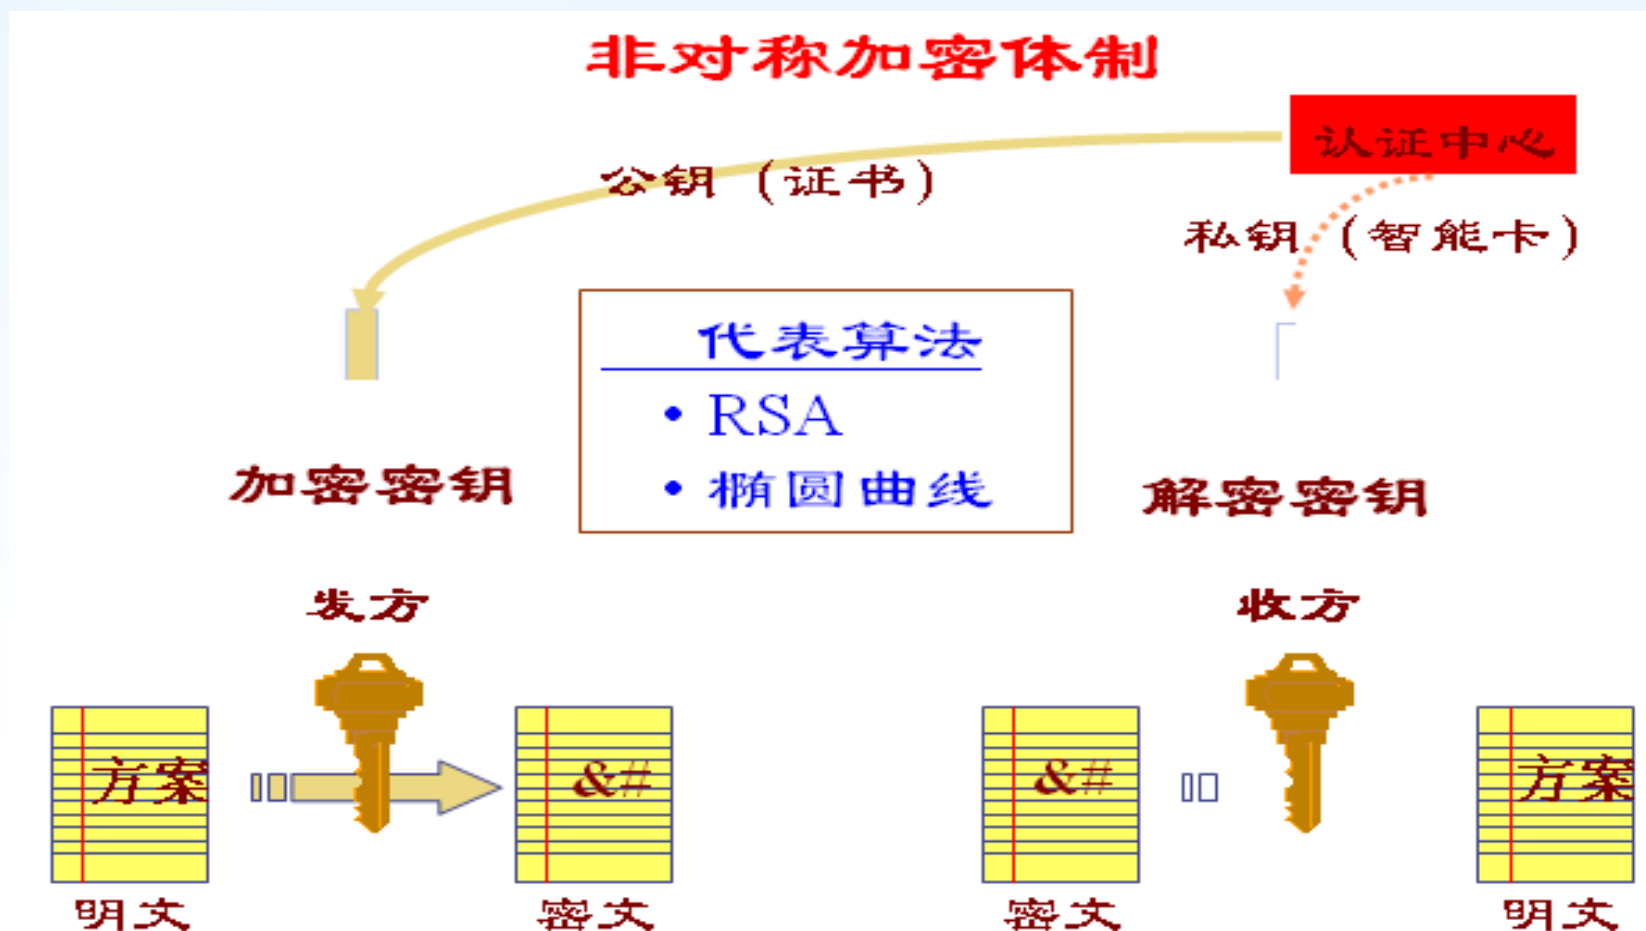 非对称加密体制
认证中心
公钥（证书）
私钥（智能卡）
代表算法
• RSA
• 椭圆曲线
加密密钥
解密密钥
发方
收方
方案
&#
&#
方案
明文
密文
密文
明文